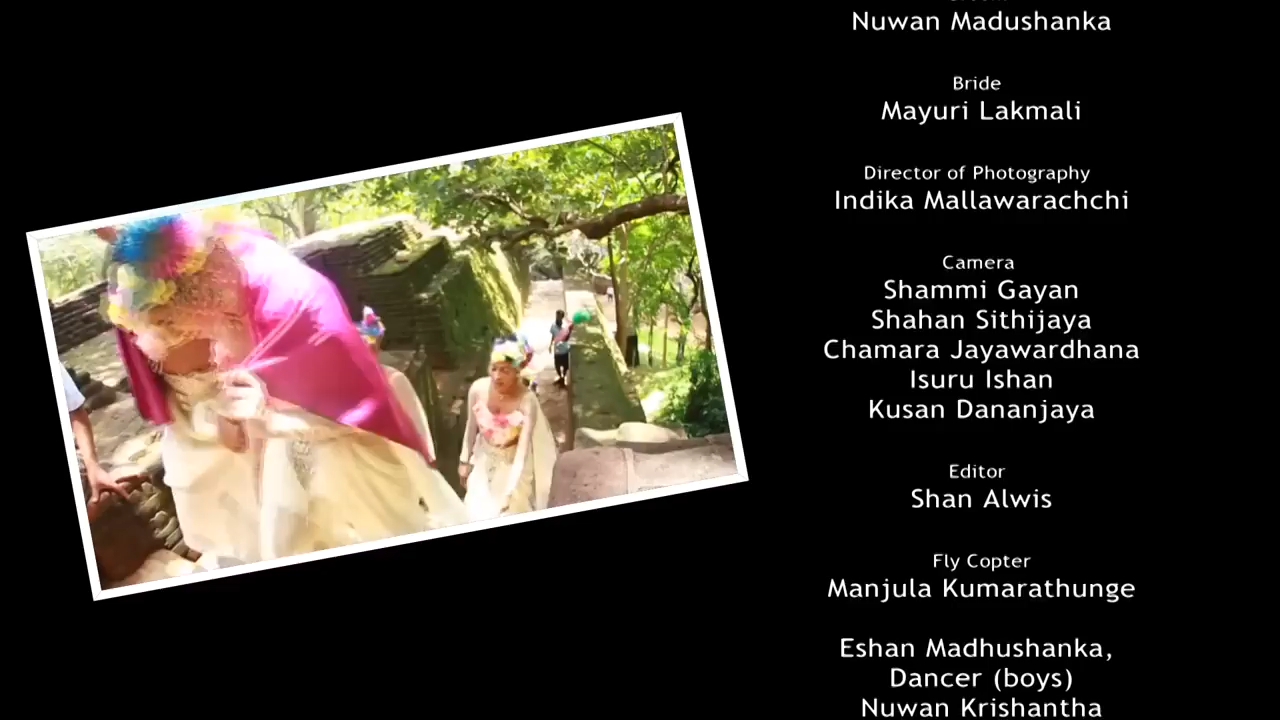 Nuwan Madushanka
Bride
Mayuri Lakmali
Director of Photography
Indika Mallawarachchi
Camera
Shammi Gayan
Shahan Sithijaya
Chamara Jayawardhana
Isuru Ishan
Kusan Dananjaya
Editor
Shan Alwis
Fly Copter
Manjula Kumarathunge
Eshan Madhushanka,
Dancer (boys)
Nuwan Krishantha